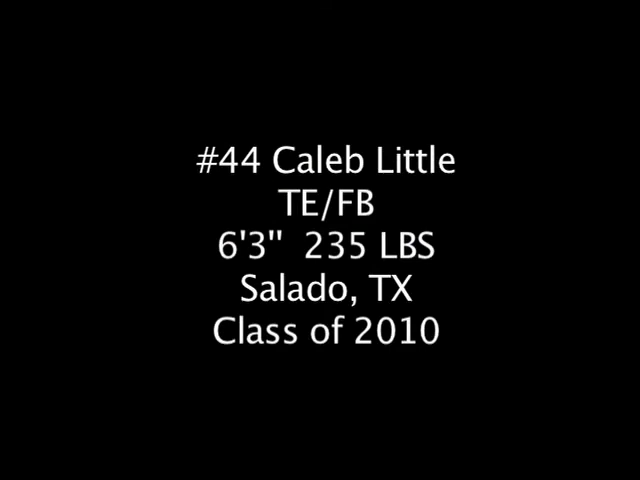 #44 Caleb Little
TE/FB
6'3" 235 LBS
Salado, TX
Class of 2010